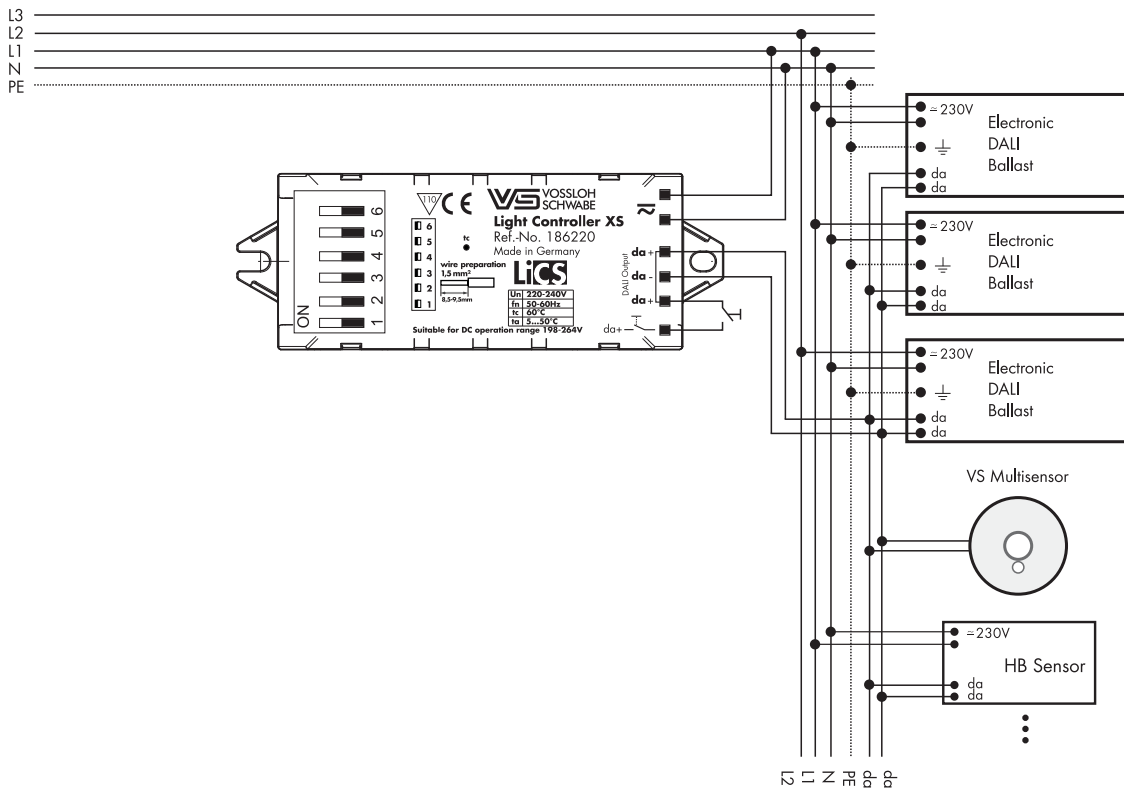 L3
L2
L1
N
PE
≃ 230V
Electronic
DALI
Ballast
da
da
≃ 230V
Electronic
DALI
Ballast
da
da
≃ 230V
Electronic
DALI
Ballast
da
da
ON
1 2 3 4 5 6
110
CE
VS VOSSLOH
SCHWABE
Light Controller XS
Ref.-No. 186220
Made in Germany
6
5
4
3
2
1
tc
wire preparation
1,5 mm²
8,5-9,5mm
LiCS
Un 220-240V
fn 50-60Hz
tc 60°C
ta 5...50°C
Suitable for DC operation range 198-264V
DALI Output
da +
da -
da +
da+
VS Multisensor
≃230V
HB Sensor
da
da
L2
L1
N
PE
da
da